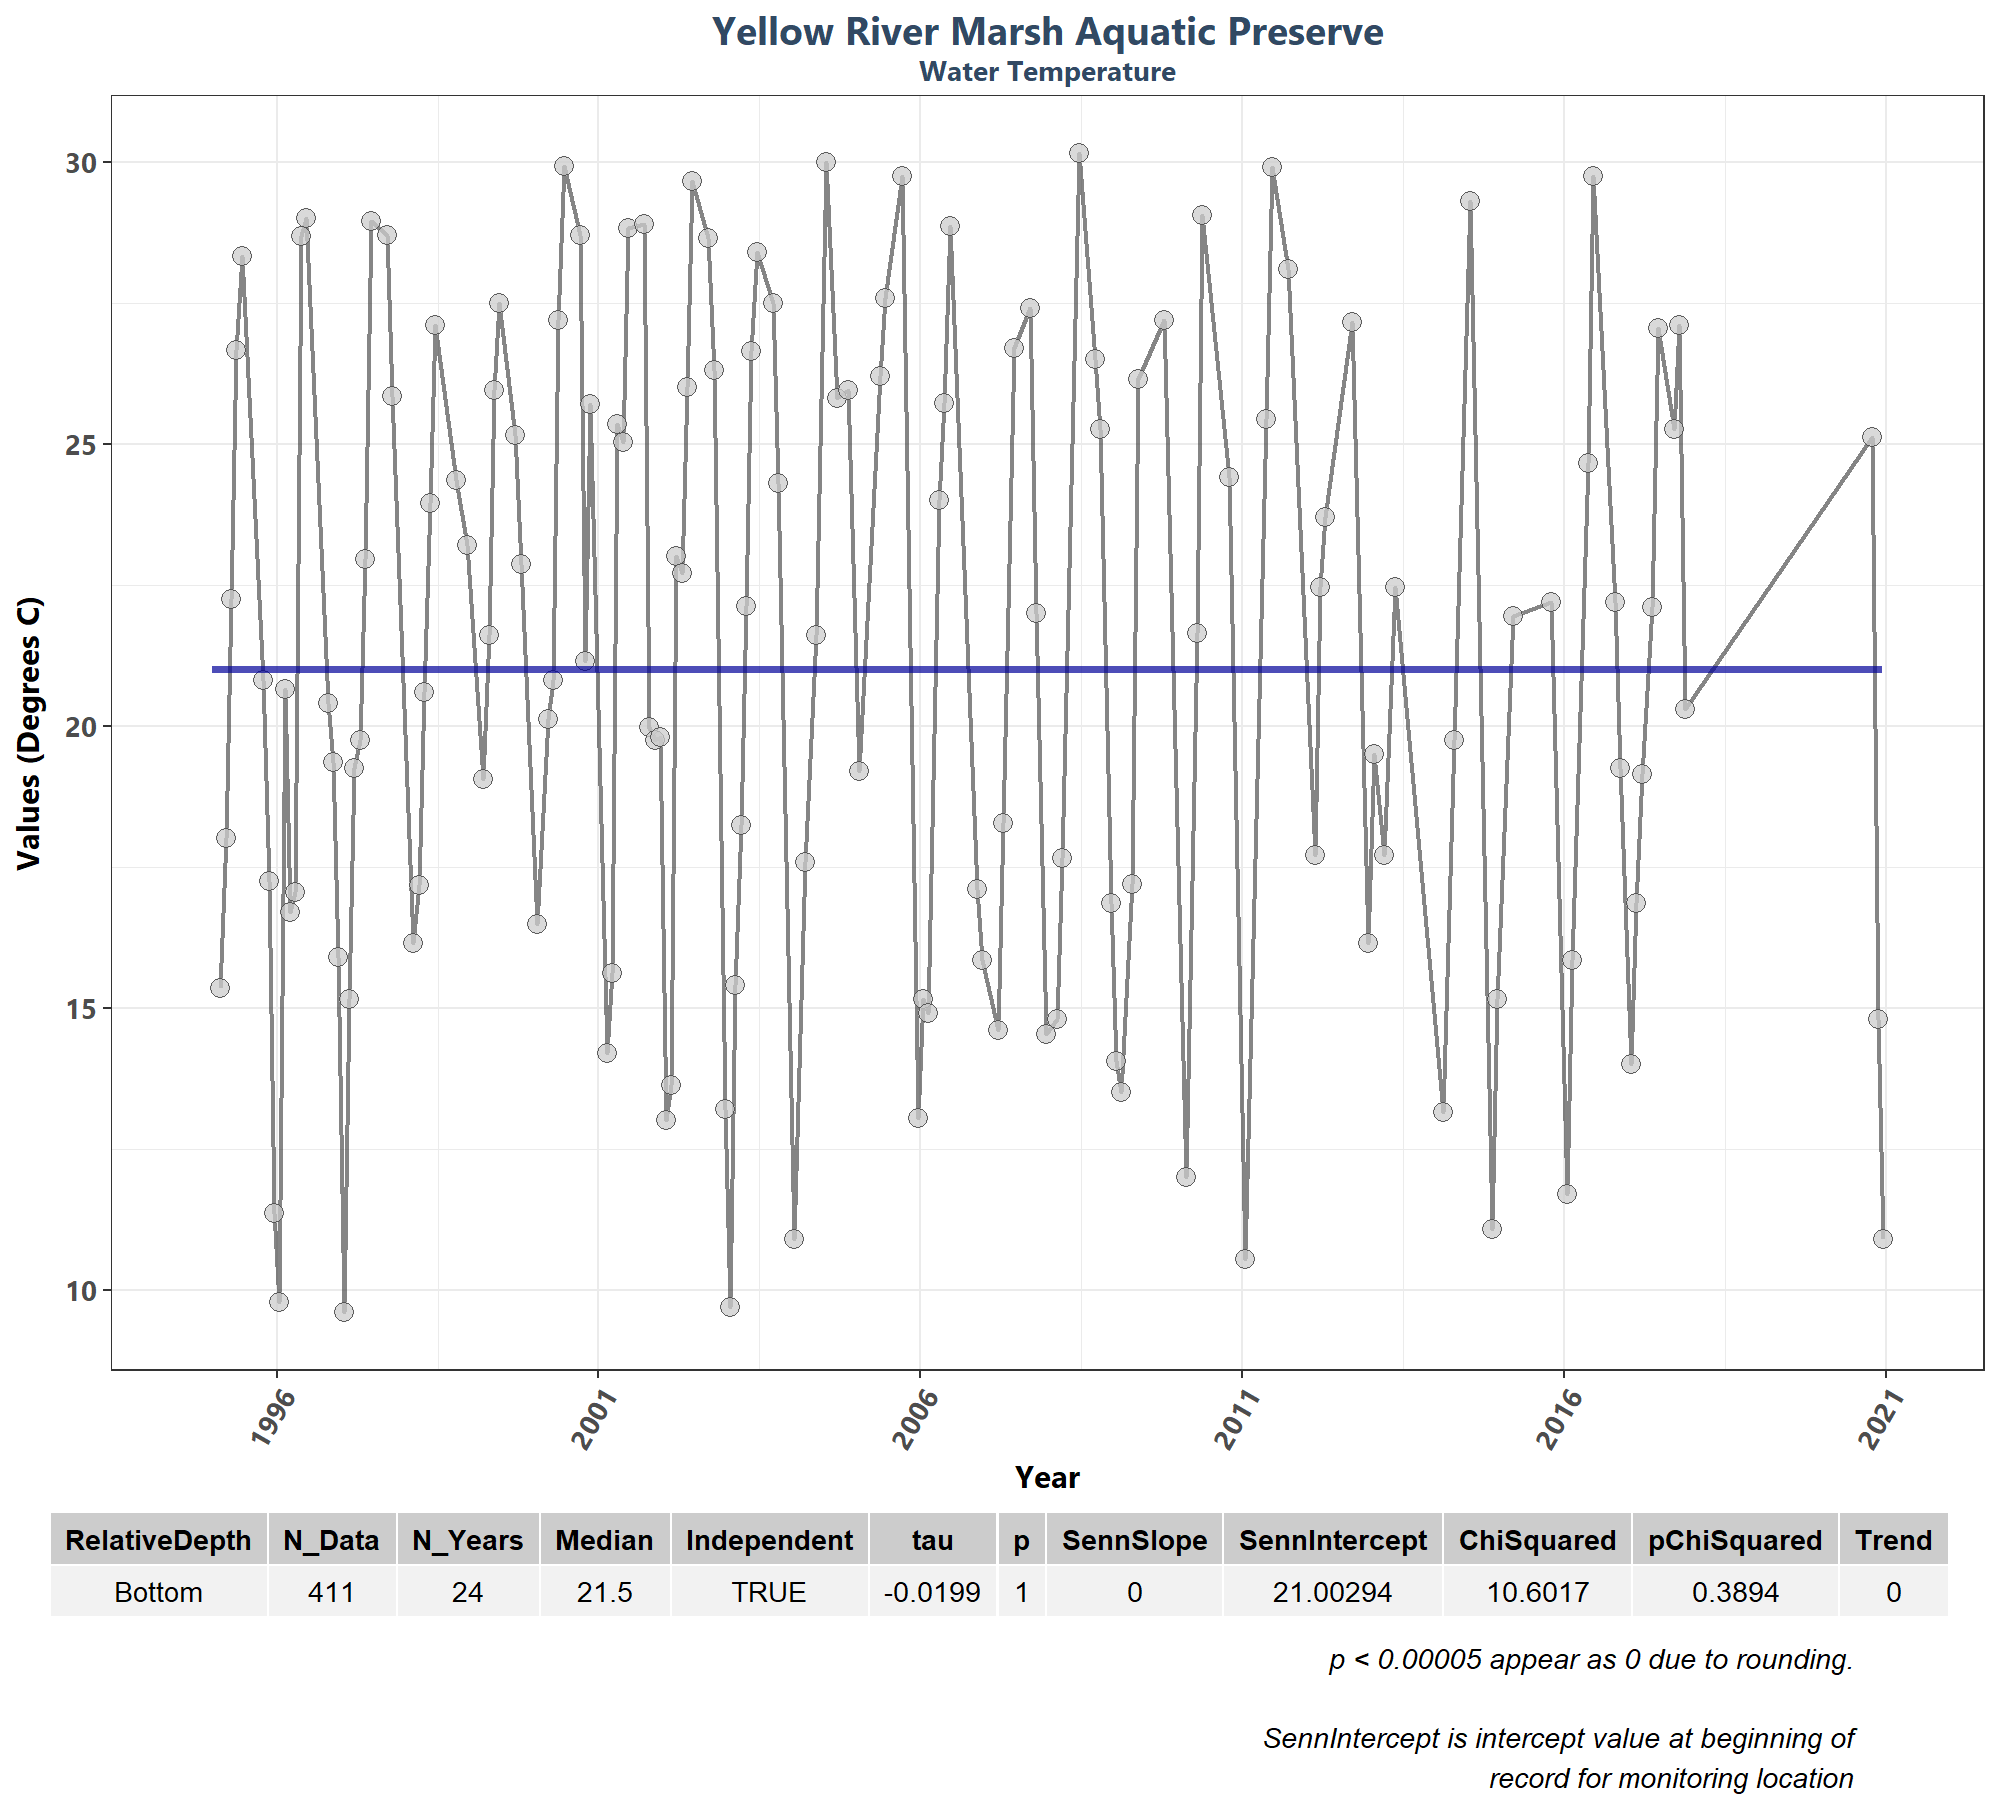 Yellow River Marsh Aquatic Preserve
Water Temperature
Values (Degrees C)
30
25
20
15
10
1996
2001
2006
2011
2016
2021
Year
RelativeDepth N_Data N_Years Median Independent tau p SennSlope SennIntercept ChiSquared pChiSquared Trend
Bottom 411 24 21.5 TRUE -0.0199 1 0 21.00294 10.6017 0.3894 0
p < 0.00005 appear as 0 due to rounding.
SennIntercept is intercept value at beginning of
record for monitoring location